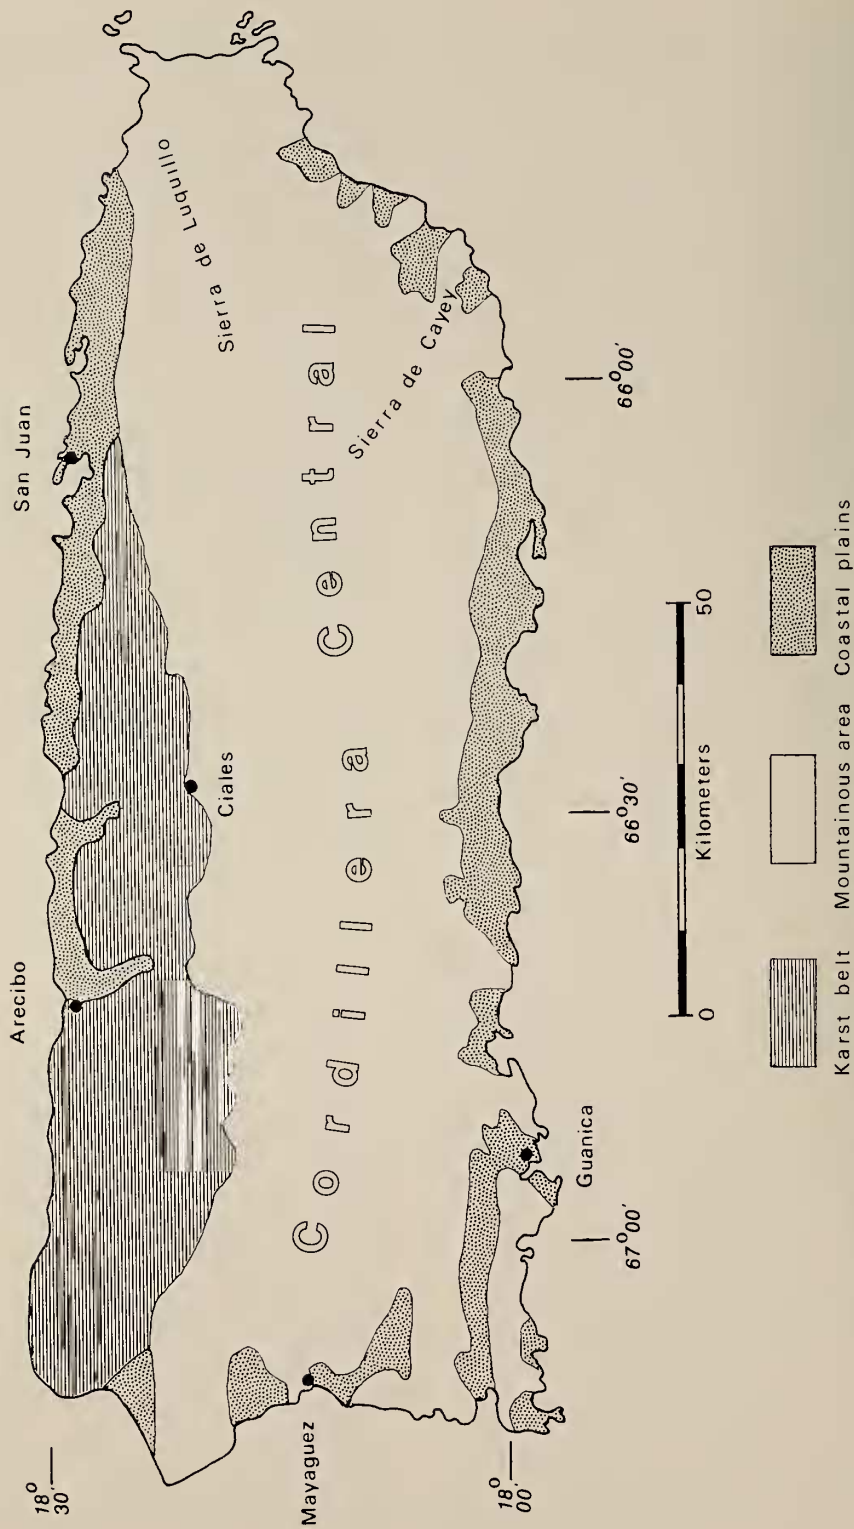 San Juan
Arecibo
Sierra de Luquillo
Ciales
Cordillera Central
Sierra de Cayey
Mayaguez
Guanica
18°
30'
18°
00'
67°00'
66°30'
66°00'
0
50
Kilometers
Karst belt
Mountainous area
Coastal plains